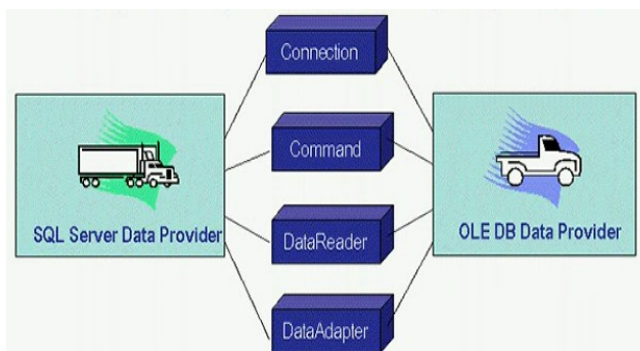 Connection
Command
SQL Server Data Provider
OLE DB Data Provider
DataReader
DataAdapter